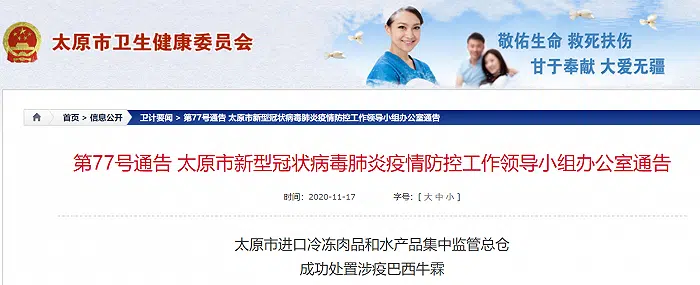 太原市卫生健康委员会
敬佑生命 救死扶伤
甘于奉献 大爱无疆
首页 > 信息公开 卫计要闻 > 第77号通告 太原市新型冠状病毒肺炎疫情防控工作领导小组办公室通告
第77号通告 太原市新型冠状病毒肺炎疫情防控工作领导小组办公室通告
时间：2020-11-17 字号：[ 大 中 小 ]
太原市进口冷冻肉品和水产品集中监管总仓
成功处置涉疫巴西牛霖